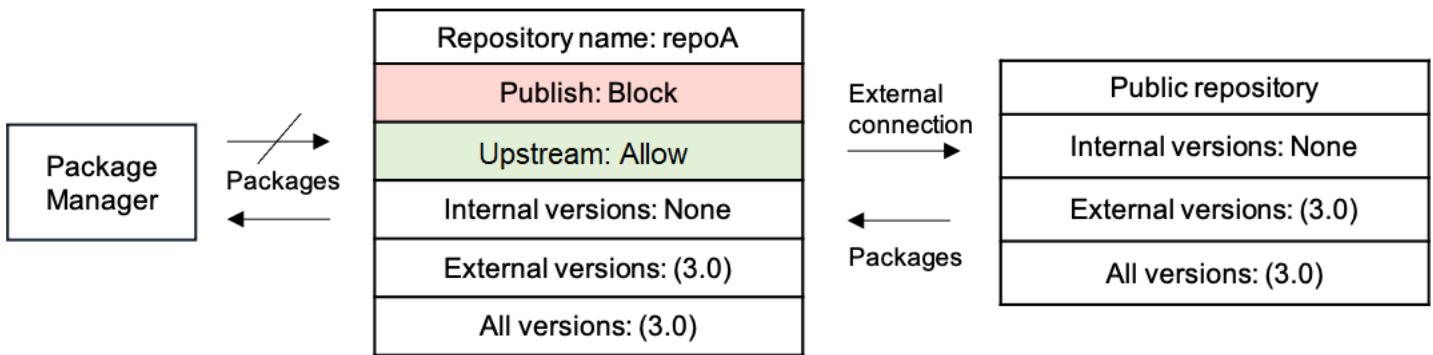 Package
Manager
Packages
Repository name: repoA
Publish: Block
Upstream: Allow
Internal versions: None
External versions: (3.0)
All versions: (3.0)
External
connection
Packages
Public repository
Internal versions: None
External versions: (3.0)
All versions: (3.0)